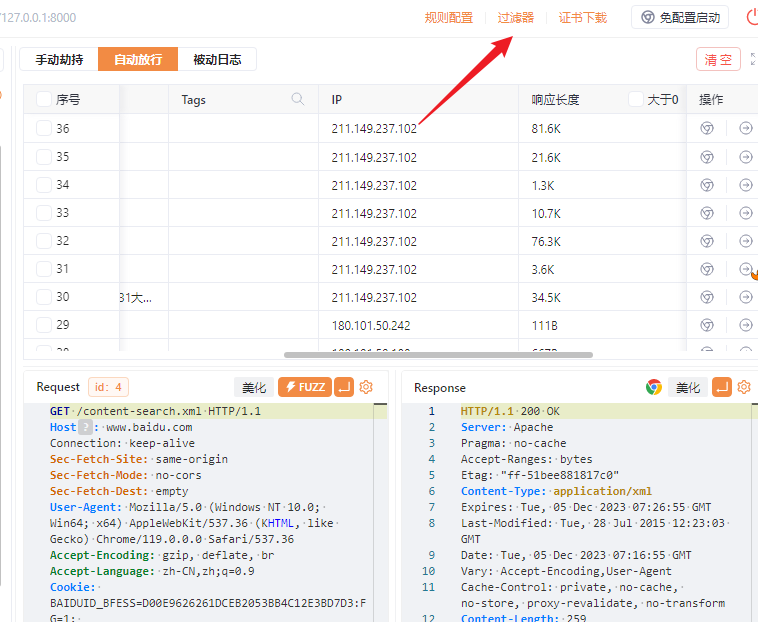 127.0.0.1:8000 规则配置 过滤器 证书下载 免配置启动
手动劫持 自动放行 被动日志 清空
序号 Tags IP 响应长度 大于0 操作
36 211.149.237.102 81.6K
35 211.149.237.102 21.6K
34 211.149.237.102 1.3K
33 211.149.237.102 10.7K
32 211.149.237.102 76.3K
31 211.149.237.102 3.6K
30 31大... 211.149.237.102 34.5K
29 180.101.50.242 111B
Request id: 4 美化 FUZZ
GET /content-search.xml HTTP/1.1
Host ? : www.baidu.com
Connection: keep-alive
Sec-Fetch-Site: same-origin
Sec-Fetch-Mode: no-cors
Sec-Fetch-Dest: empty
User-Agent: Mozilla/5.0 (Windows NT 10.0;
Win64; x64) AppleWebKit/537.36 (KHTML, like
Gecko) Chrome/119.0.0.0 Safari/537.36
Accept-Encoding: gzip, deflate, br
Accept-Language: zh-CN,zh;q=0.9
Cookie:
BAIDUID_BFESS=D00E9626261DCEB2053BB4C12E3BD7D3:F
G=1;
Response 美化
1 HTTP/1.1 200 OK
2 Server: Apache
3 Pragma: no-cache
4 Accept-Ranges: bytes
5 Etag: "ff-51bee881817c0"
6 Content-Type: application/xml
7 Expires: Tue, 05 Dec 2023 07:26:55 GMT
8 Last-Modified: Tue, 28 Jul 2015 12:23:03
GMT
9 Date: Tue, 05 Dec 2023 07:16:55 GMT
10 Vary: Accept-Encoding,User-Agent
11 Cache-Control: private, no-cache,
no-store, proxy-revalidate, no-transform
12 Content-Length: 259